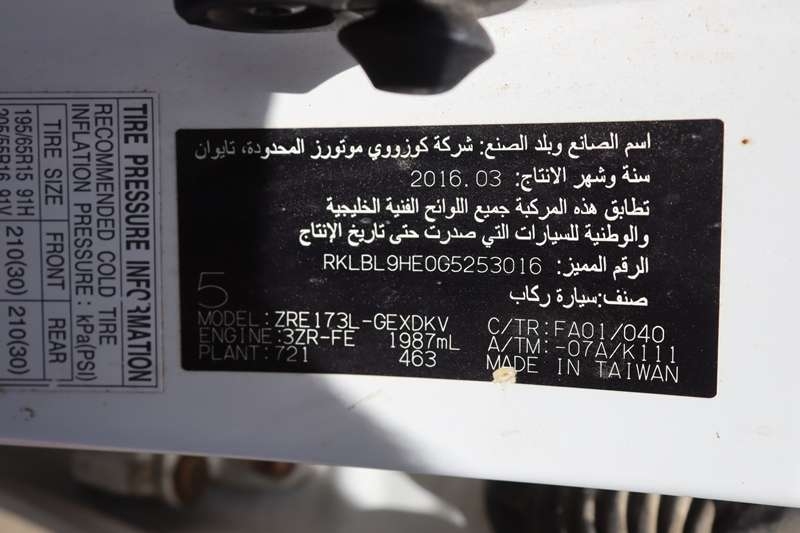 اسم الصانع وبلد الصنع: شركة كوزووي موتورز المحدودة، تايوان
سنة وشهر الانتاج: 2016.03
تطابق هذه المركبة جميع اللوائح الفنية الخليجية
والوطنية للسيارات التي صدرت حتى تاريخ الإنتاج
الرقم المميز: RKLBL9HE0G5253016
صنف: سيارة ركاب
5
MODEL: ZRE173L-GEXDKV
ENGINE: 3ZR-FE 1987mL
PLANT: 721 463
C/TR: FA01/040
A/TM: -07A/K111
MADE IN TAIWAN
TIRE PRESSURE INFORMATION
RECOMMENDED COLD TIRE
INFLATION PRESSURE : kPa(PSI)
TIRE SIZE FRONT REAR
195/65R15 91H 210(30) 210(30)
205/55R16 91V